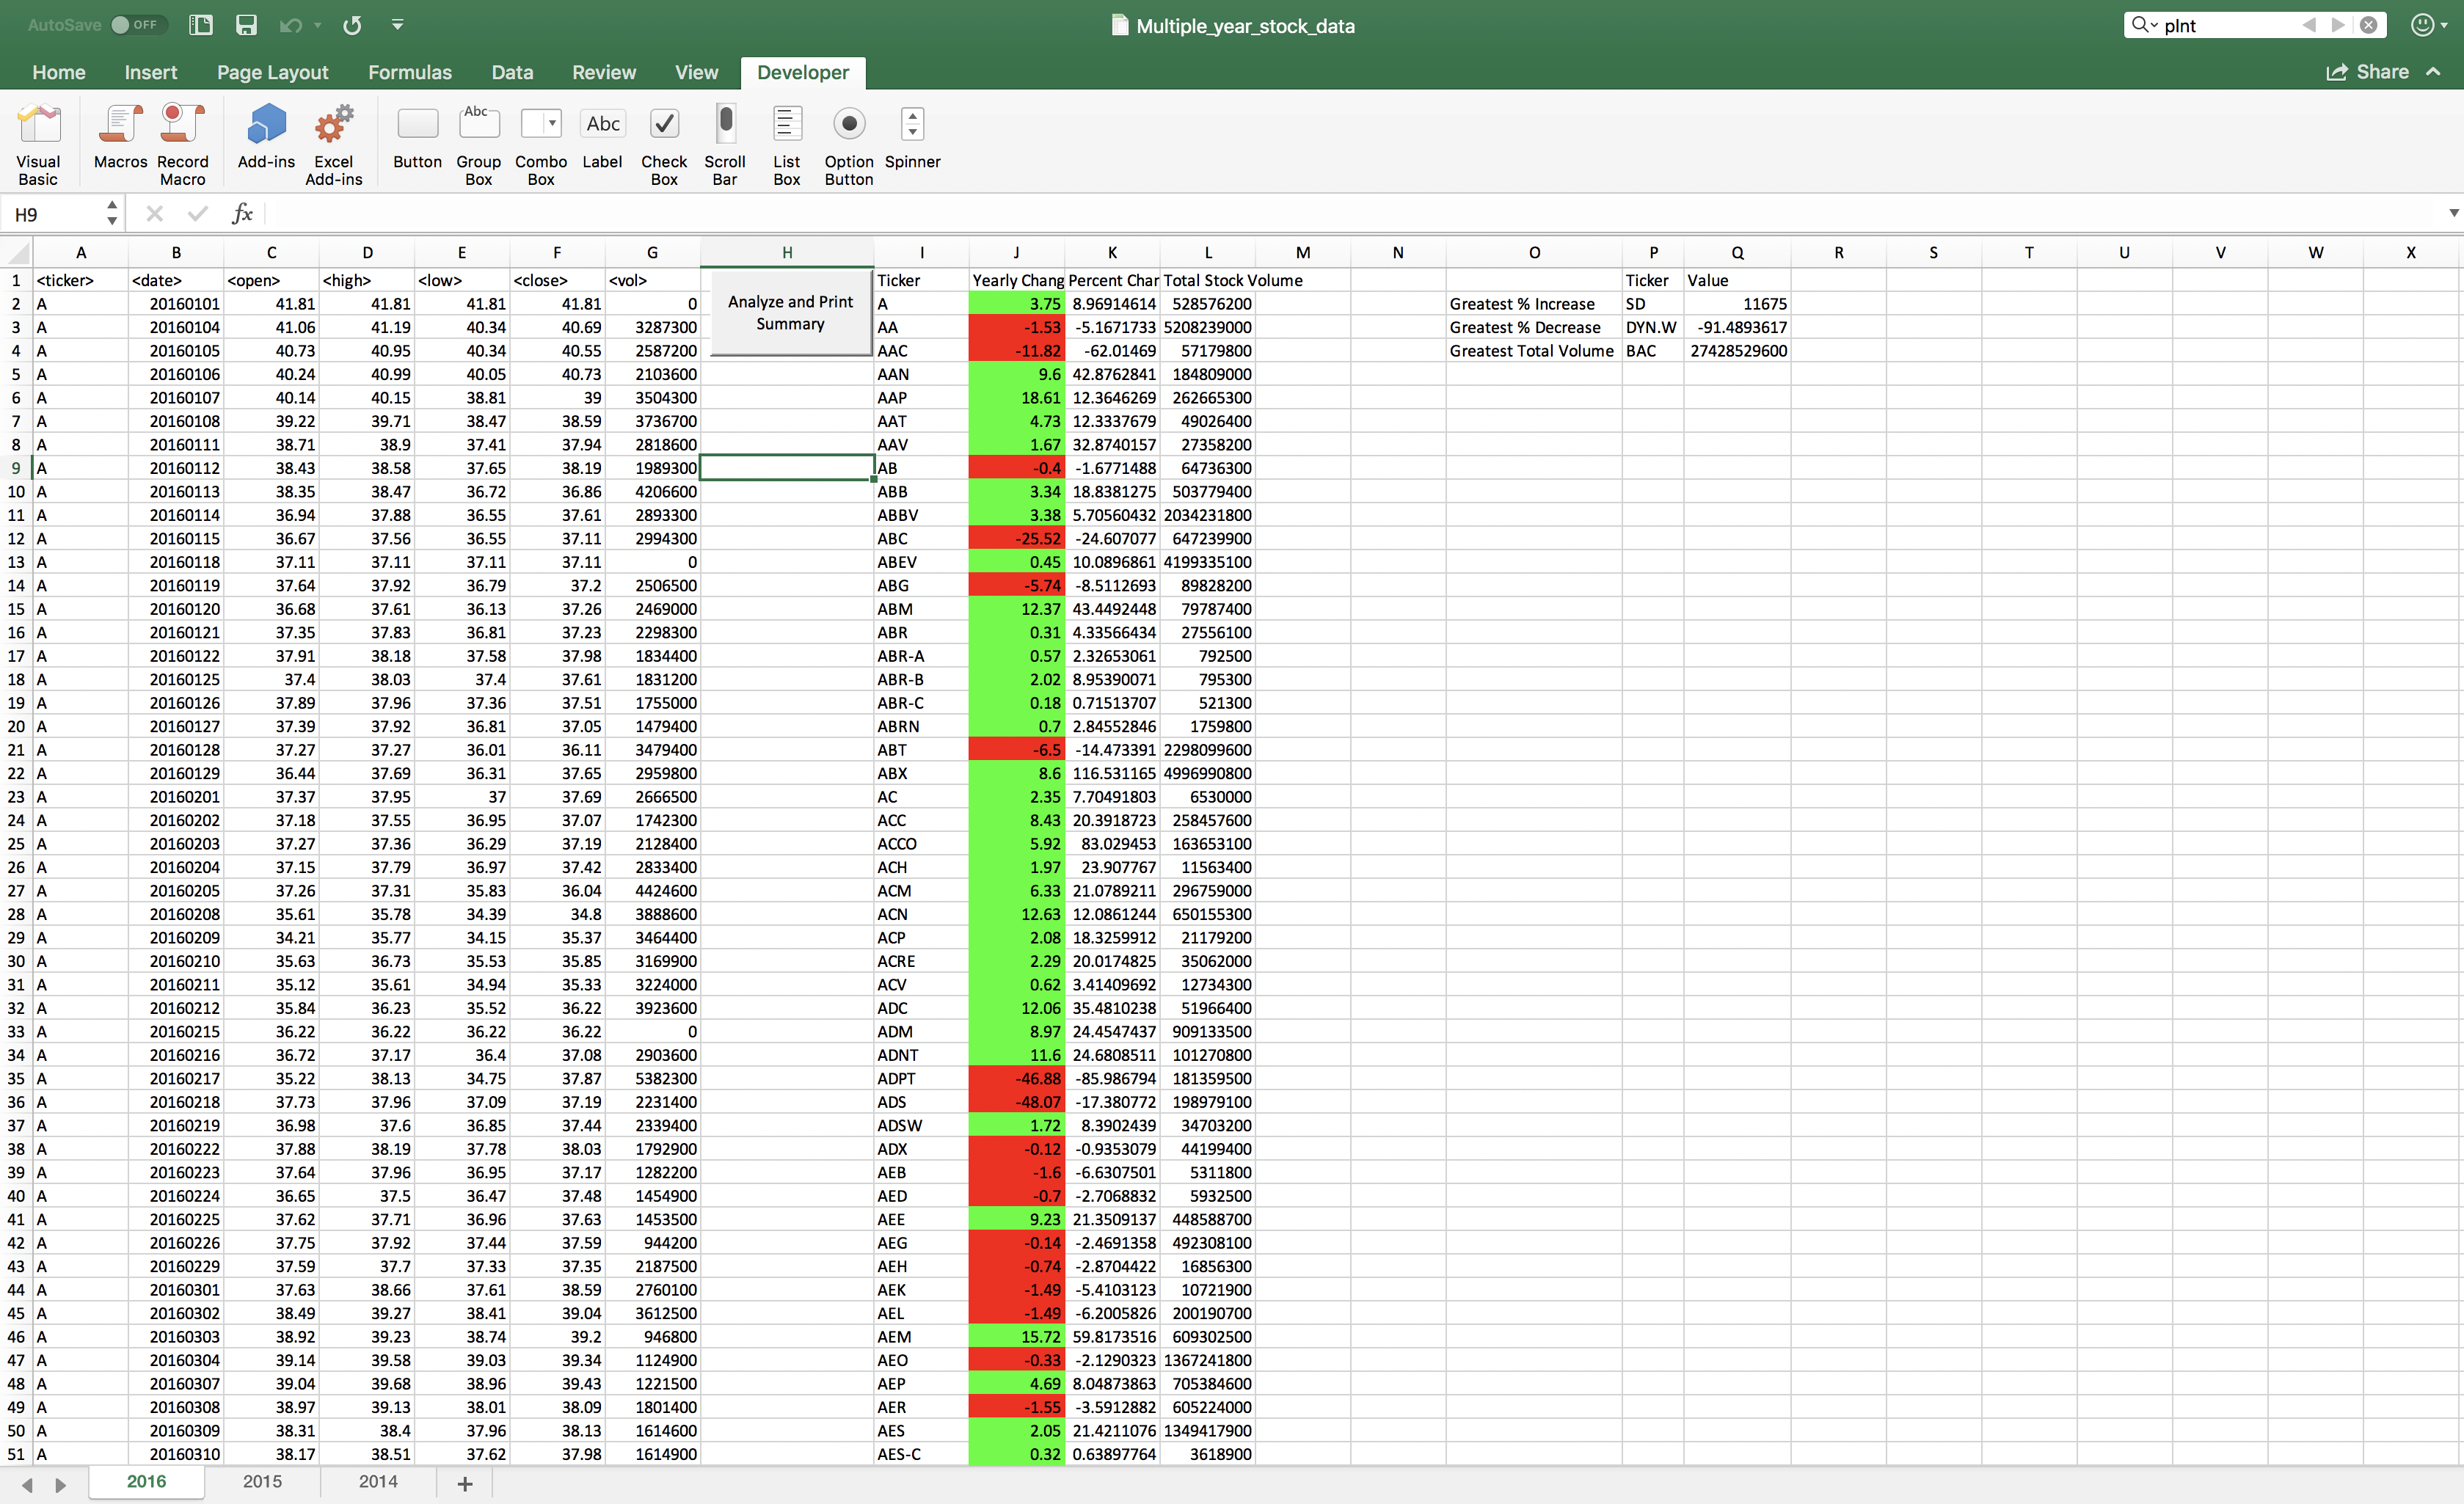 AutoSave OFF Multiple_year_stock_data plnt
Home Insert Page Layout Formulas Data Review View Developer Share
Visual Basic Macros Record Macro Add-ins Excel Add-ins Button Group Box Combo Box Label Check Box Scroll Bar List Box Option Button Spinner
Abc Abc
H9 fx
A B C D E F G H I J K L M N O P Q R S T U V W X
1 <ticker> <date> <open> <high> <low> <close> <vol> Ticker Yearly Chang Percent Char Total Stock Volume Ticker Value
Analyze and Print Summary
2 A 20160101 41.81 41.81 41.81 41.81 0 A 3.75 8.96914614 528576200 Greatest % Increase SD 11675
3 A 20160104 41.06 41.19 40.34 40.69 3287300 AA -1.53 -5.1671733 5208239000 Greatest % Decrease DYN.W -91.4893617
4 A 20160105 40.73 40.95 40.34 40.55 2587200 AAC -11.82 -62.01469 57179800 Greatest Total Volume BAC 27428529600
5 A 20160106 40.24 40.99 40.05 40.73 2103600 AAN 9.6 42.8762841 184809000
6 A 20160107 40.14 40.15 38.81 39 3504300 AAP 18.61 12.3646269 262665300
7 A 20160108 39.22 39.71 38.47 38.59 3736700 AAT 4.73 12.3337679 49026400
8 A 20160111 38.71 38.9 37.41 37.94 2818600 AAV 1.67 32.8740157 27358200
9 A 20160112 38.43 38.58 37.65 38.19 1989300 AB -0.4 -1.6771488 64736300
10 A 20160113 38.35 38.47 36.72 36.86 4206600 ABB 3.34 18.8381275 503779400
11 A 20160114 36.94 37.88 36.55 37.61 2893300 ABBV 3.38 5.70560432 2034231800
12 A 20160115 36.67 37.56 36.55 37.11 2994300 ABC -25.52 -24.607077 647239900
13 A 20160118 37.11 37.11 37.11 37.11 0 ABEV 0.45 10.0896861 4199335100
14 A 20160119 37.64 37.92 36.79 37.2 2506500 ABG -5.74 -8.5112693 89828200
15 A 20160120 36.68 37.61 36.13 37.26 2469000 ABM 12.37 43.4492448 79787400
16 A 20160121 37.35 37.83 36.81 37.23 2298300 ABR 0.31 4.33566434 27556100
17 A 20160122 37.91 38.18 37.58 37.98 1834400 ABR-A 0.57 2.32653061 792500
18 A 20160125 37.4 38.03 37.4 37.61 1831200 ABR-B 2.02 8.95390071 795300
19 A 20160126 37.89 37.96 37.36 37.51 1755000 ABR-C 0.18 0.71513707 521300
20 A 20160127 37.39 37.92 36.81 37.05 1479400 ABRN 0.7 2.84552846 1759800
21 A 20160128 37.27 37.27 36.01 36.11 3479400 ABT -6.5 -14.473391 2298099600
22 A 20160129 36.44 37.69 36.31 37.65 2959800 ABX 8.6 116.531165 4996990800
23 A 20160201 37.37 37.95 37 37.69 2666500 AC 2.35 7.70491803 6530000
24 A 20160202 37.18 37.55 36.95 37.07 1742300 ACC 8.43 20.3918723 258457600
25 A 20160203 37.27 37.36 36.29 37.19 2128400 ACCO 5.92 83.029453 163653100
26 A 20160204 37.15 37.79 36.97 37.42 2833400 ACH 1.97 23.907767 11563400
27 A 20160205 37.26 37.31 35.83 36.04 4424600 ACM 6.33 21.0789211 296759000
28 A 20160208 35.61 35.78 34.39 34.8 3888600 ACN 12.63 12.0861244 650155300
29 A 20160209 34.21 35.77 34.15 35.37 3464400 ACP 2.08 18.3259912 21179200
30 A 20160210 35.63 36.73 35.53 35.85 3169900 ACRE 2.29 20.0174825 35062000
31 A 20160211 35.12 35.61 34.94 35.33 3224000 ACV 0.62 3.41409692 12734300
32 A 20160212 35.84 36.23 35.52 36.22 3923600 ADC 12.06 35.4810238 51966400
33 A 20160215 36.22 36.22 36.22 36.22 0 ADM 8.97 24.4547437 909133500
34 A 20160216 36.72 37.17 36.4 37.08 2903600 ADNT 11.6 24.6808511 101270800
35 A 20160217 35.22 38.13 34.75 37.87 5382300 ADPT -46.88 -85.986794 181359500
36 A 20160218 37.73 37.96 37.09 37.19 2231400 ADS -48.07 -17.380772 198979100
37 A 20160219 36.98 37.6 36.85 37.44 2339400 ADSW 1.72 8.3902439 34703200
38 A 20160222 37.88 38.19 37.78 38.03 1792900 ADX -0.12 -0.9353079 44199400
39 A 20160223 37.64 37.96 36.95 37.17 1282200 AEB -1.6 -6.6307501 5311800
40 A 20160224 36.65 37.5 36.47 37.48 1454900 AED -0.7 -2.7068832 5932500
41 A 20160225 37.62 37.71 36.96 37.63 1453500 AEE 9.23 21.3509137 448588700
42 A 20160226 37.75 37.92 37.44 37.59 944200 AEG -0.14 -2.4691358 492308100
43 A 20160229 37.59 37.7 37.33 37.35 2187500 AEH -0.74 -2.8704422 16856300
44 A 20160301 37.63 38.66 37.61 38.59 2760100 AEK -1.49 -5.4103123 10721900
45 A 20160302 38.49 39.27 38.41 39.04 3612500 AEL -1.49 -6.2005826 200190700
46 A 20160303 38.92 39.23 38.74 39.2 946800 AEM 15.72 59.8173516 609302500
47 A 20160304 39.14 39.58 39.03 39.34 1124900 AEO -0.33 -2.1290323 1367241800
48 A 20160307 39.04 39.68 38.96 39.43 1221500 AEP 4.69 8.04873863 705384600
49 A 20160308 38.97 39.13 38.01 38.09 1801400 AER -1.55 -3.5912882 605224000
50 A 20160309 38.31 38.4 37.96 38.13 1614600 AES 2.05 21.4211076 1349417900
51 A 20160310 38.17 38.51 37.62 37.98 1614900 AES-C 0.32 0.63897764 3618900
2016 2015 2014 +